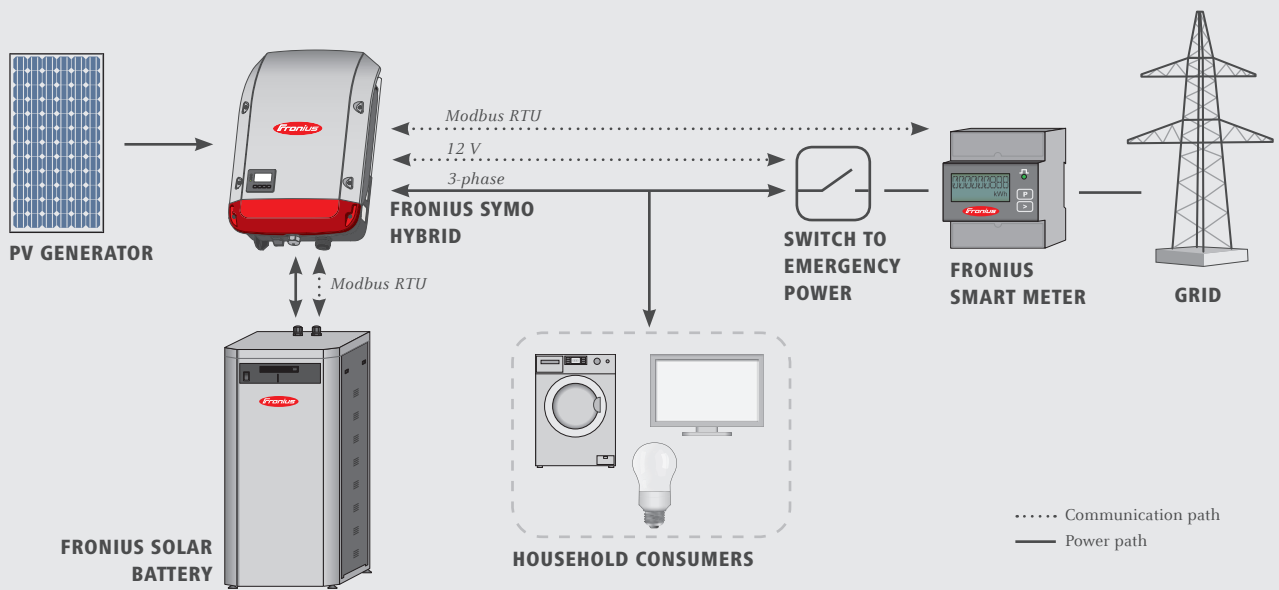 Fronius
Modbus RTU
12 V
3-phase
kWh
P
>
Fronius
PV GENERATOR
FRONIUS SYMO
HYBRID
SWITCH TO
EMERGENCY
POWER
FRONIUS
SMART METER
GRID
Modbus RTU
Fronius
FRONIUS SOLAR
BATTERY
HOUSEHOLD CONSUMERS
Communication path
Power path